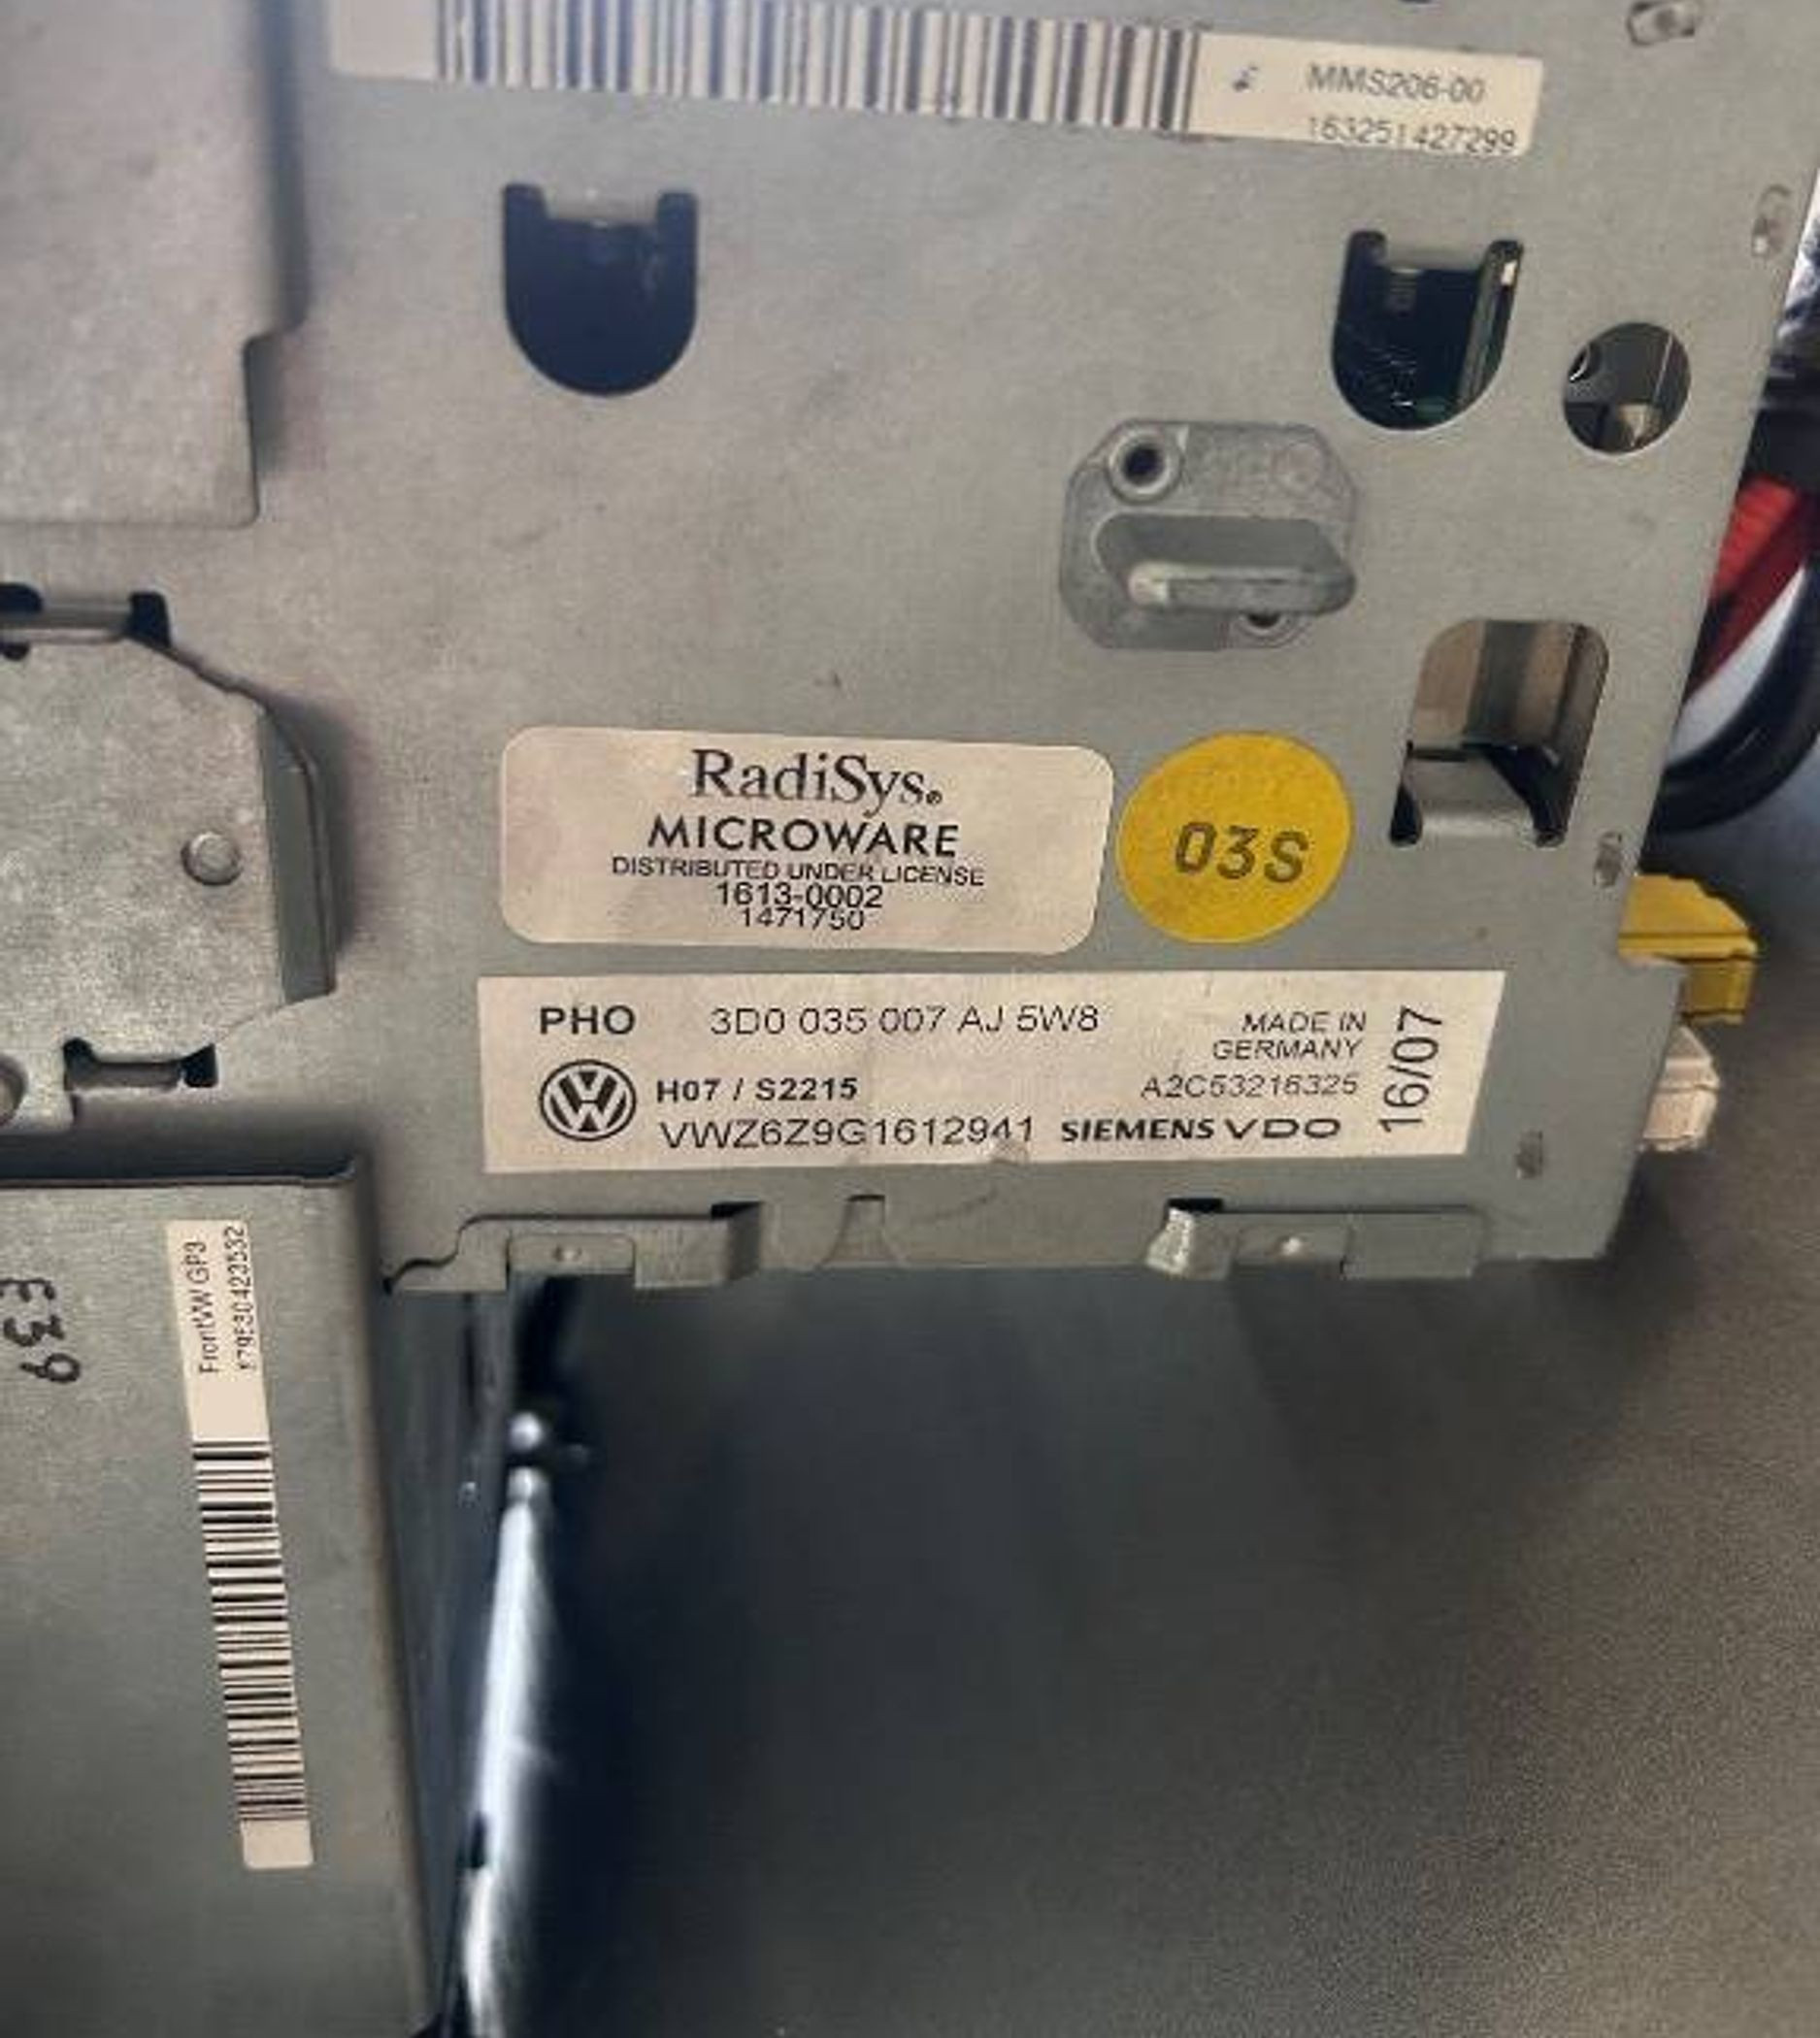 MMS206-00
163251427299
RadiSys®
MICROWARE
DISTRIBUTED UNDER LICENSE
1613-0002
1471750
03S
PHO 3D0 035 007 AJ 5W8
MADE IN
GERMANY
H07 / S2215
A2C53216325
VWZ6Z9G1612941 SIEMENS VDO
16/07
FrontVW GP3
E39